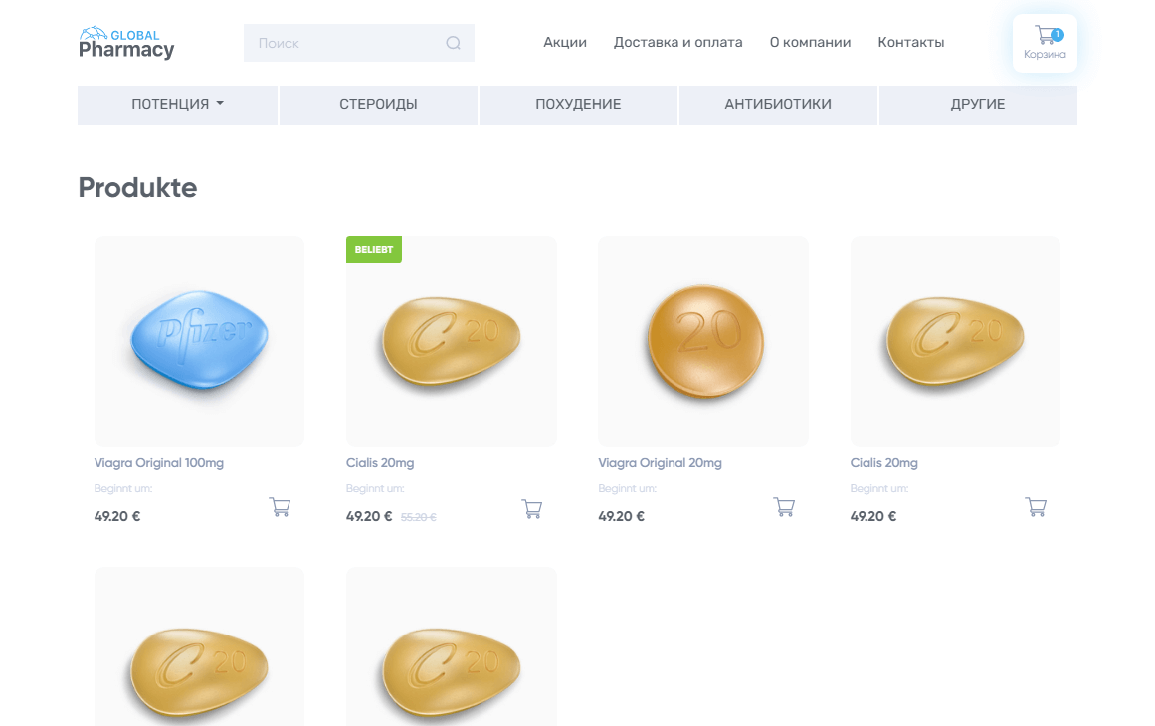 GLOBAL
Pharmacy
Поиск
Акции
Доставка и оплата
О компании
Контакты
1
Корзина
ПОТЕНЦИЯ
СТЕРОИДЫ
ПОХУДЕНИЕ
АНТИБИОТИКИ
ДРУГИЕ
Produkte
Pfizer
BELIEBT
C 20
20
C 20
Viagra Original 100mg
Beginnt um:
49.20 €
Cialis 20mg
Beginnt um:
49.20 € 55.20 €
Viagra Original 20mg
Beginnt um:
49.20 €
Cialis 20mg
Beginnt um:
49.20 €
C 20
C 20